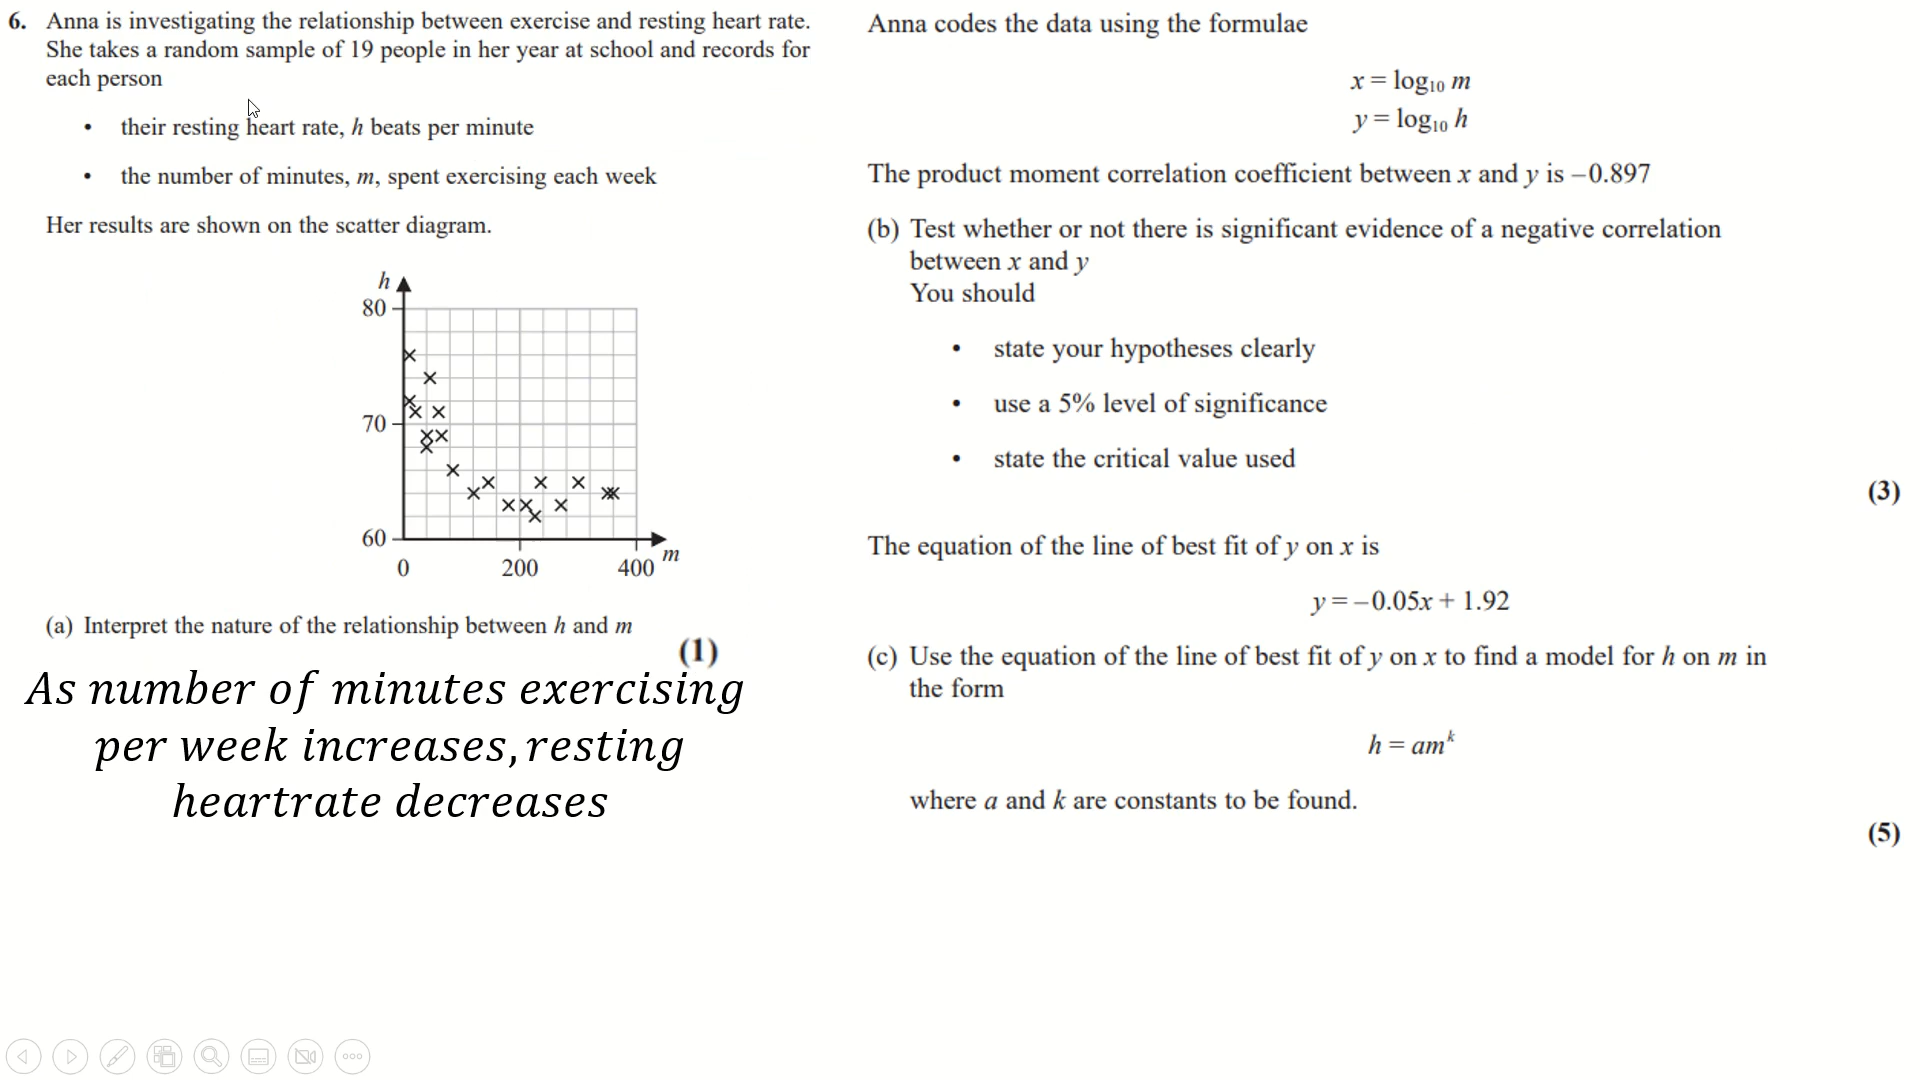 6. Anna is investigating the relationship between exercise and resting heart rate.
She takes a random sample of 19 people in her year at school and records for
each person
• their resting heart rate, h beats per minute
• the number of minutes, m, spent exercising each week
Her results are shown on the scatter diagram.
h
80
70
60
0 200 400 m
(a) Interpret the nature of the relationship between h and m
(1)
As number of minutes exercising
per week increases, resting
heartrate decreases
Anna codes the data using the formulae
x = log₁₀ m
y = log₁₀ h
The product moment correlation coefficient between x and y is –0.897
(b) Test whether or not there is significant evidence of a negative correlation
between x and y
You should
• state your hypotheses clearly
• use a 5% level of significance
• state the critical value used
(3)
The equation of the line of best fit of y on x is
y = –0.05x + 1.92
(c) Use the equation of the line of best fit of y on x to find a model for h on m in
the form
h = amᵏ
where a and k are constants to be found.
(5)